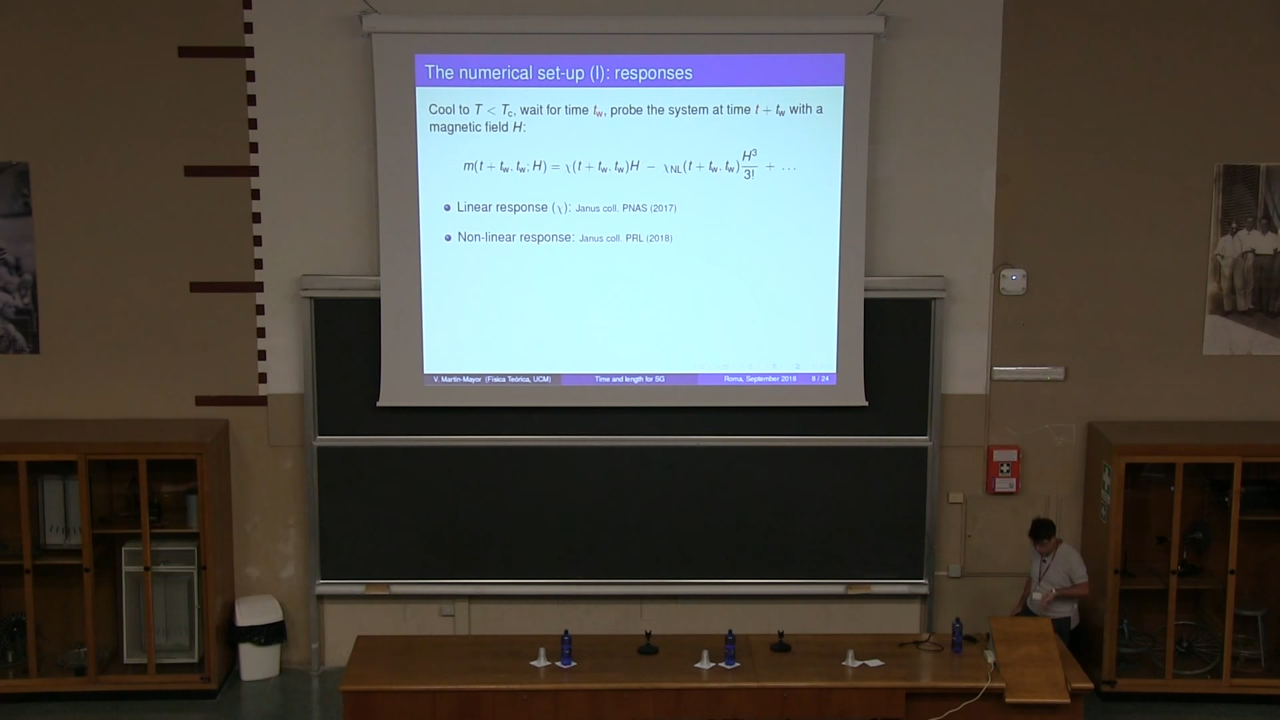 The numerical set-up (I): responses
Cool to T < Tc, wait for time tw, probe the system at time t + tw with a
magnetic field H:
m(t + tw, tw; H) = χ(t + tw, tw)H − χNL(t + tw, tw) H³/3! + …
Linear response (χ): Janus coll. PNAS (2017)
Non-linear response: Janus coll. PRL (2018)
V. Martin-Mayor (Física Teórica, UCM) Time and length for SG Roma, September 2018 8 / 24